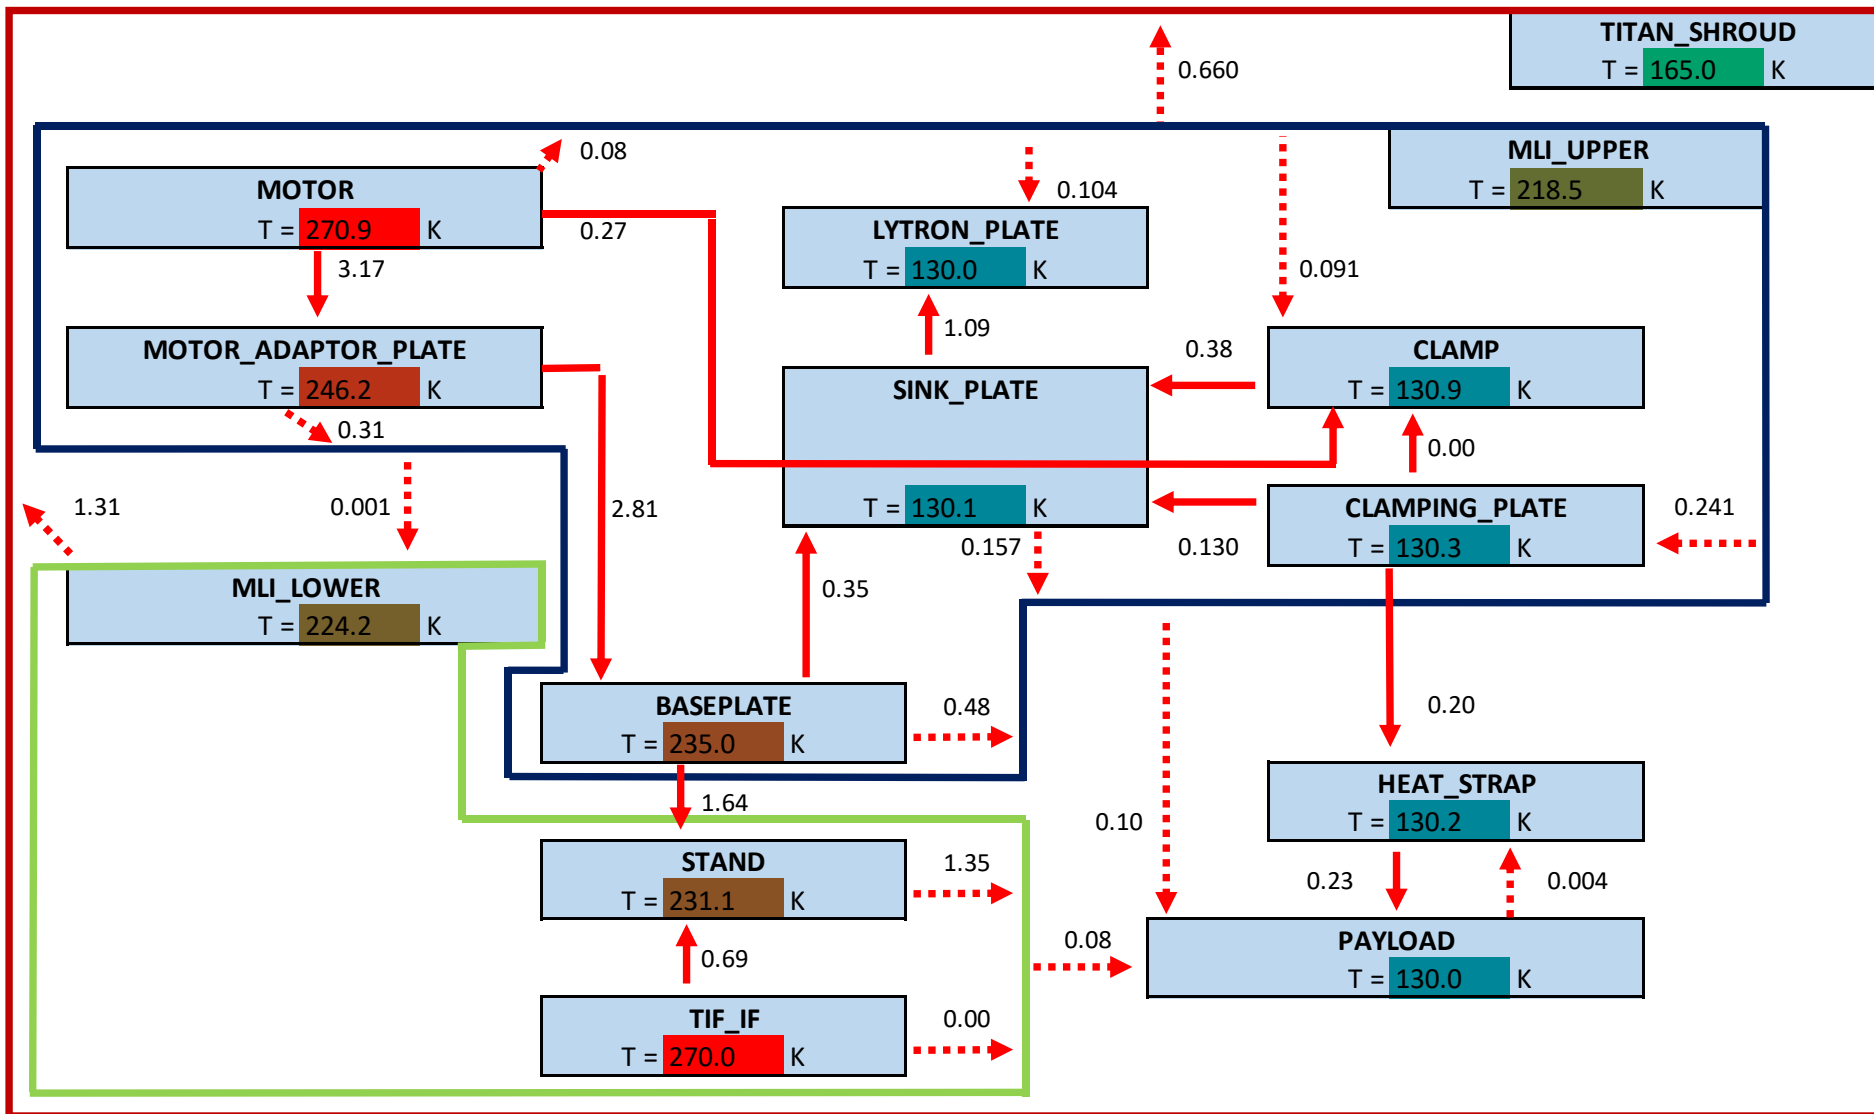 TITAN_SHROUD
T = 165.0 K
0.660
MLI_UPPER
T = 218.5 K
0.08
MOTOR
T = 270.9 K
0.27
3.17
0.104
LYTRON_PLATE
T = 130.0 K
0.091
1.09
MOTOR_ADAPTOR_PLATE
T = 246.2 K
0.31
0.38
CLAMP
T = 130.9 K
SINK_PLATE
T = 130.1 K
0.00
CLAMPING_PLATE
T = 130.3 K
0.241
1.31
0.001
2.81
0.157
0.130
0.35
MLI_LOWER
T = 224.2 K
BASEPLATE
T = 235.0 K
0.48
0.20
1.64
HEAT_STRAP
T = 130.2 K
0.10
STAND
T = 231.1 K
1.35
0.23
0.004
0.69
0.08
PAYLOAD
T = 130.0 K
TIF_IF
T = 270.0 K
0.00